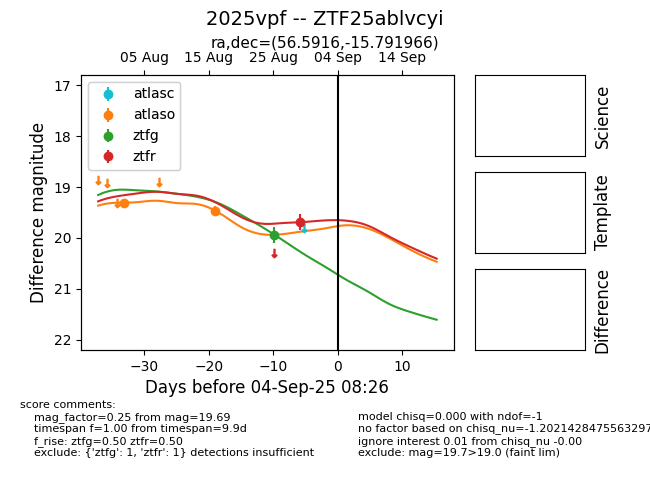 2025vpf -- ZTF25ablvcyi
ra,dec=(56.5916,-15.791966)
05 Aug 15 Aug 25 Aug 04 Sep 14 Sep
17
18
19
20
21
22
Difference magnitude
atlasc
atlaso
ztfg
ztfr
−30 −20 −10 0 10
Days before 04-Sep-25 08:26
Science
Template
Difference
score comments:
mag_factor=0.25 from mag=19.69
timespan f=1.00 from timespan=9.9d
f_rise: ztfg=0.50 ztfr=0.50
exclude: {'ztfg': 1, 'ztfr': 1} detections insufficient
model chisq=0.000 with ndof=-1
no factor based on chisq_nu=-1.2021428475563297
ignore interest 0.01 from chisq_nu -0.00
exclude: mag=19.7>19.0 (faint lim)